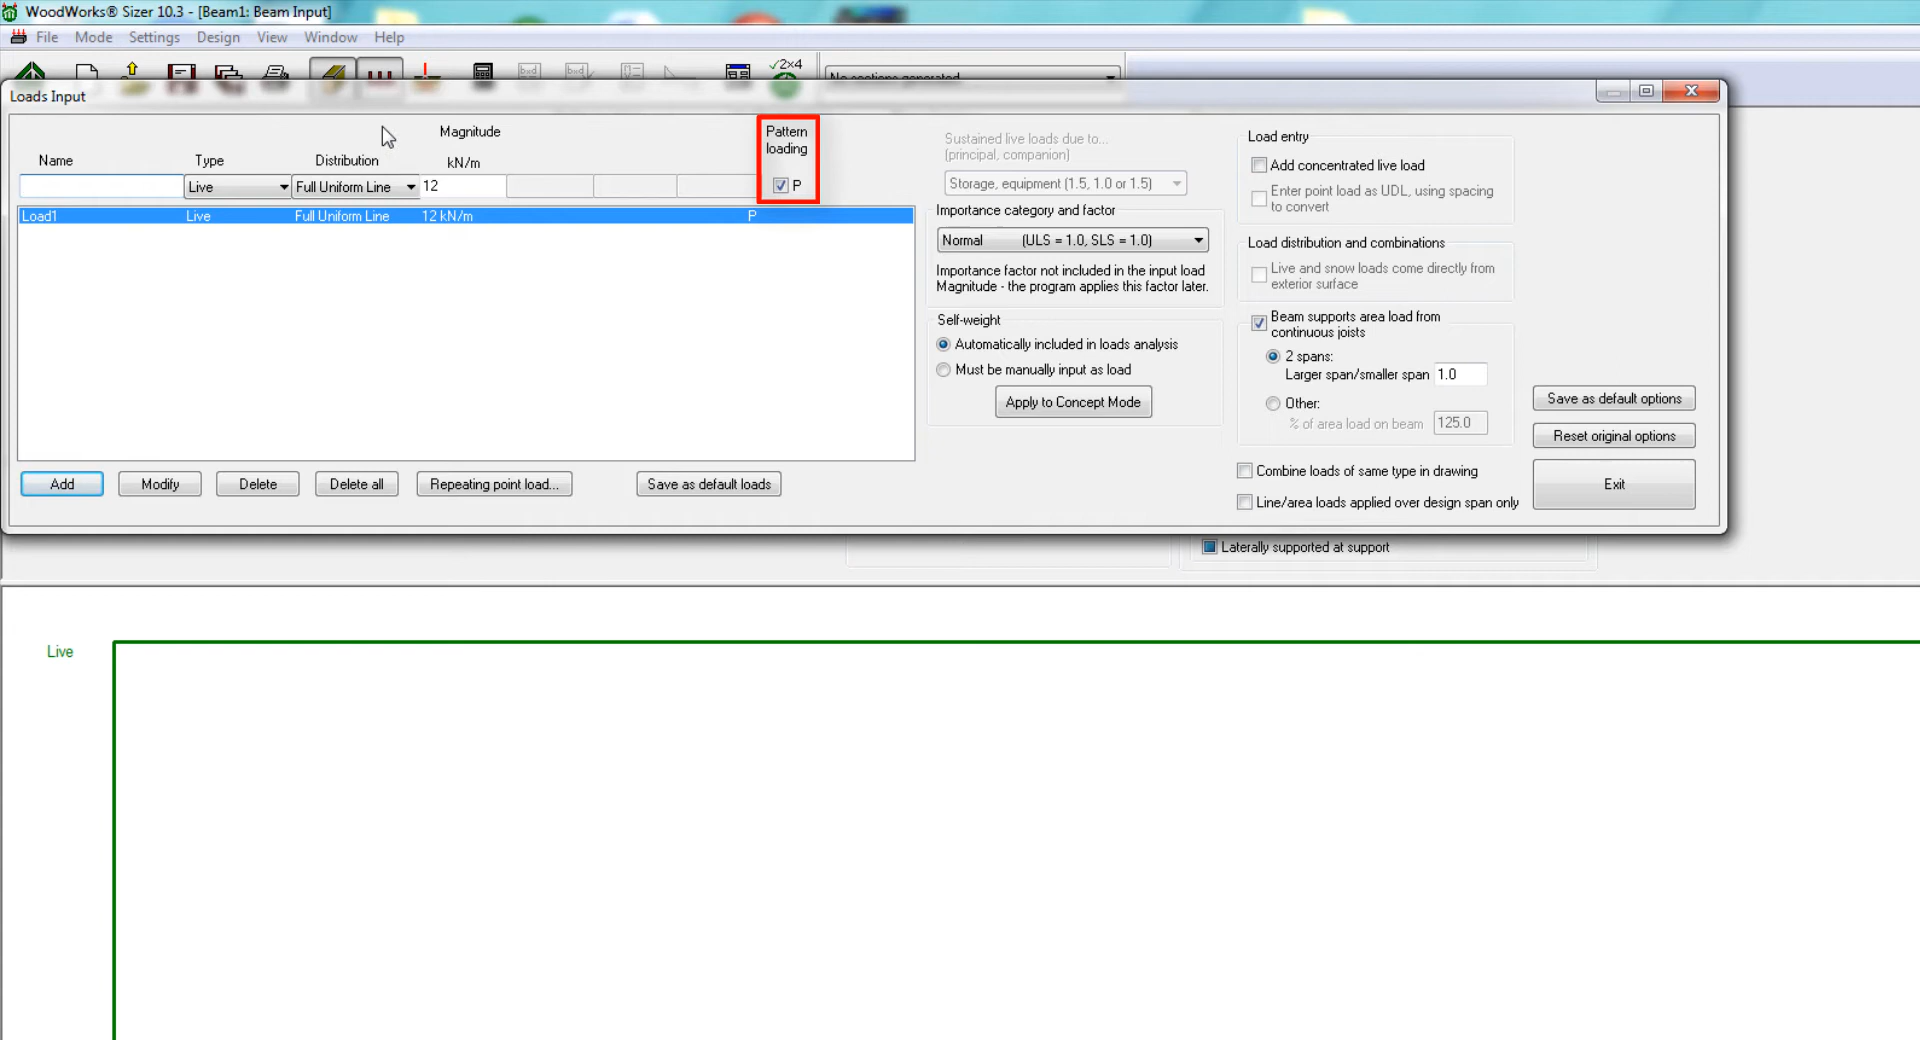 WoodWorks® Sizer 10.3 - [Beam1: Beam Input]
File Mode Settings Design View Window Help
2x4
No sections generated
Loads Input
Magnitude
Pattern
loading
Name Type Distribution kN/m
Live Full Uniform Line 12 P
Load1 Live Full Uniform Line 12 kN/m P
Add Modify Delete Delete all Repeating point load... Save as default loads
Sustained live loads due to...
(principal, companion)
Storage, equipment (1.5, 1.0 or 1.5)
Importance category and factor
Normal (ULS = 1.0, SLS = 1.0)
Importance factor not included in the input load
Magnitude - the program applies this factor later.
Self-weight
Automatically included in loads analysis
Must be manually input as load
Apply to Concept Mode
Load entry
Add concentrated live load
Enter point load as UDL, using spacing
to convert
Load distribution and combinations
Live and snow loads come directly from
exterior surface
Beam supports area load from
continuous joists
2 spans:
Larger span/smaller span 1.0
Other:
% of area load on beam 125.0
Combine loads of same type in drawing
Line/area loads applied over design span only
Save as default options
Reset original options
Exit
Laterally supported at support
Live